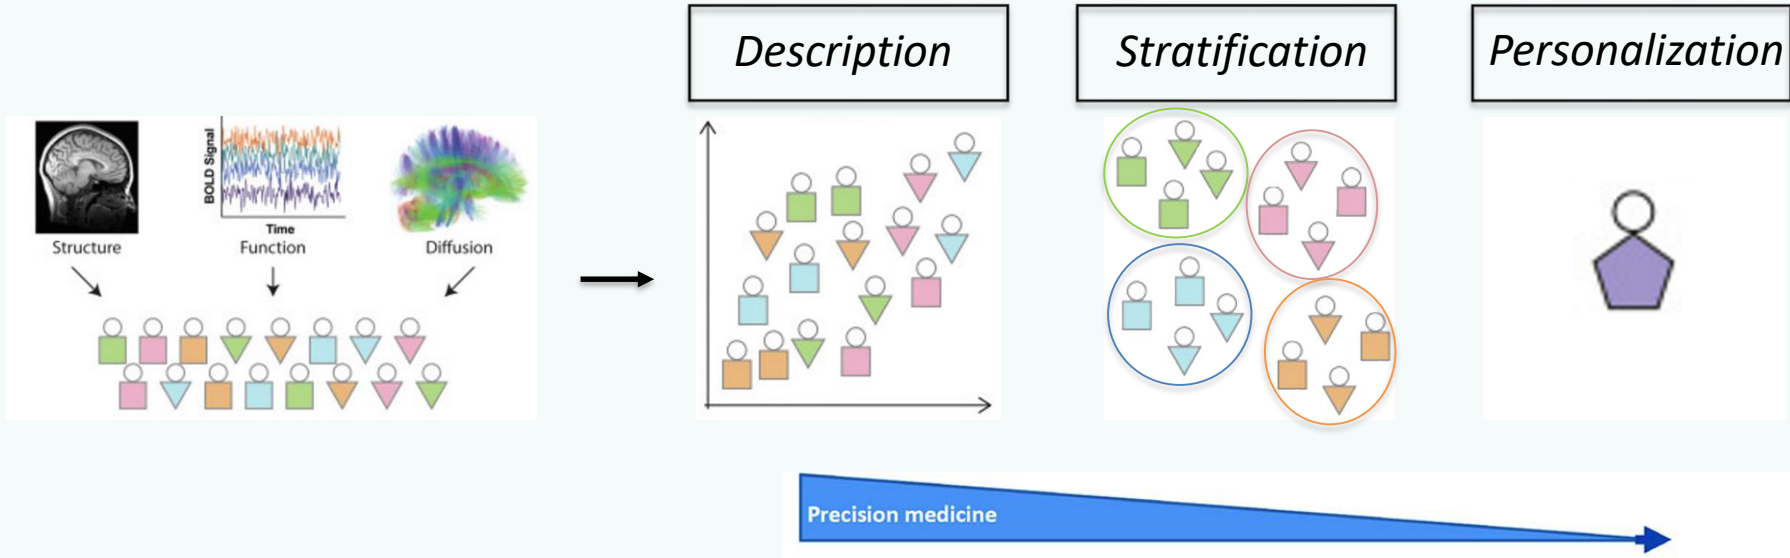 Description
Stratification
Personalization
BOLD Signal
Time
Structure
Function
Diffusion
Precision medicine